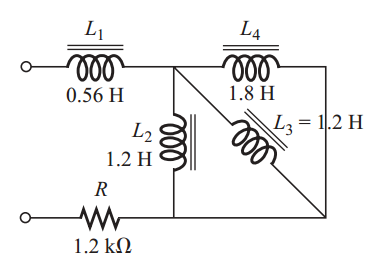 L₁
L₄
0.56 H
1.8 H
L₃ = 1.2 H
L₂
1.2 H
R
1.2 kΩ